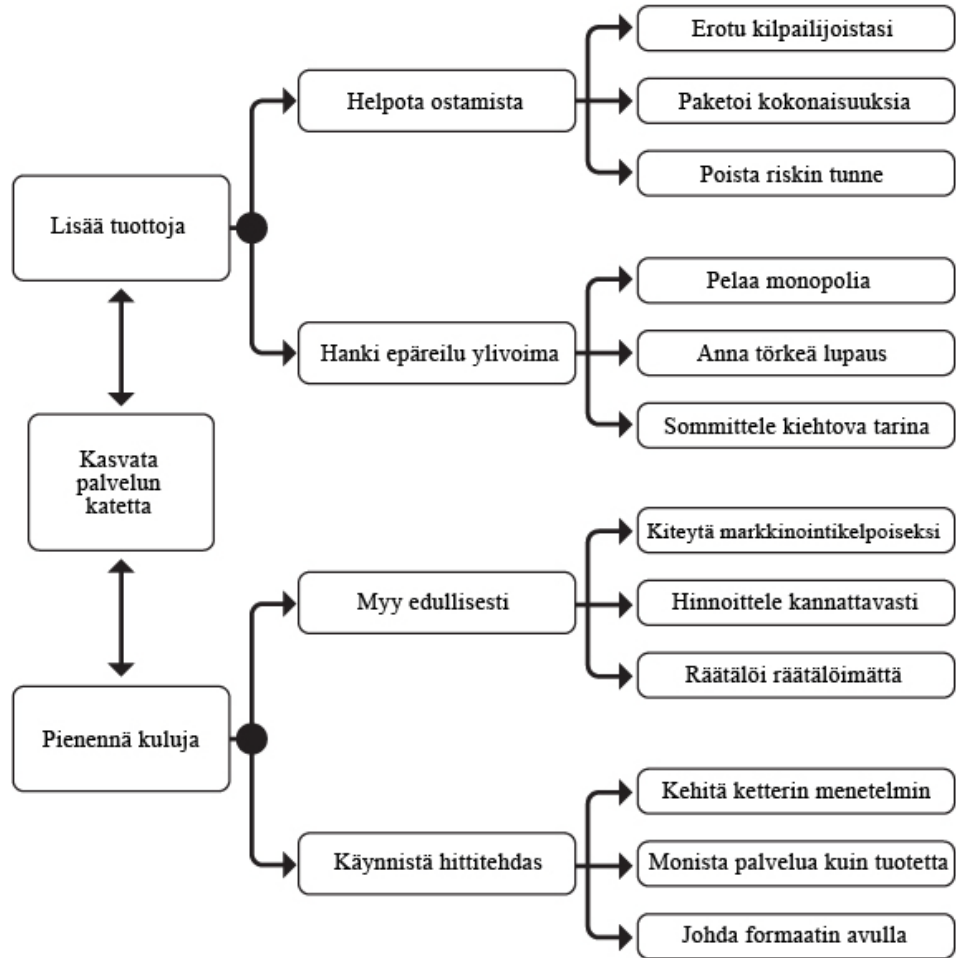 Erotu kilpailijoistasi
Helpota ostamista
Paketoi kokonaisuuksia
Poista riskin tunne
Lisää tuottoja
Pelaa monopolia
Hanki epäreilu ylivoima
Anna törkeä lupaus
Sommittele kiehtova tarina
Kasvata
palvelun
katetta
Kiteytä markkinointikelpoiseksi
Myy edullisesti
Hinnoittele kannattavasti
Räätälöi räätälöimättä
Pienennä kuluja
Kehitä ketterin menetelmin
Käynnistä hittitehdas
Monista palvelua kuin tuotetta
Johda formaatin avulla